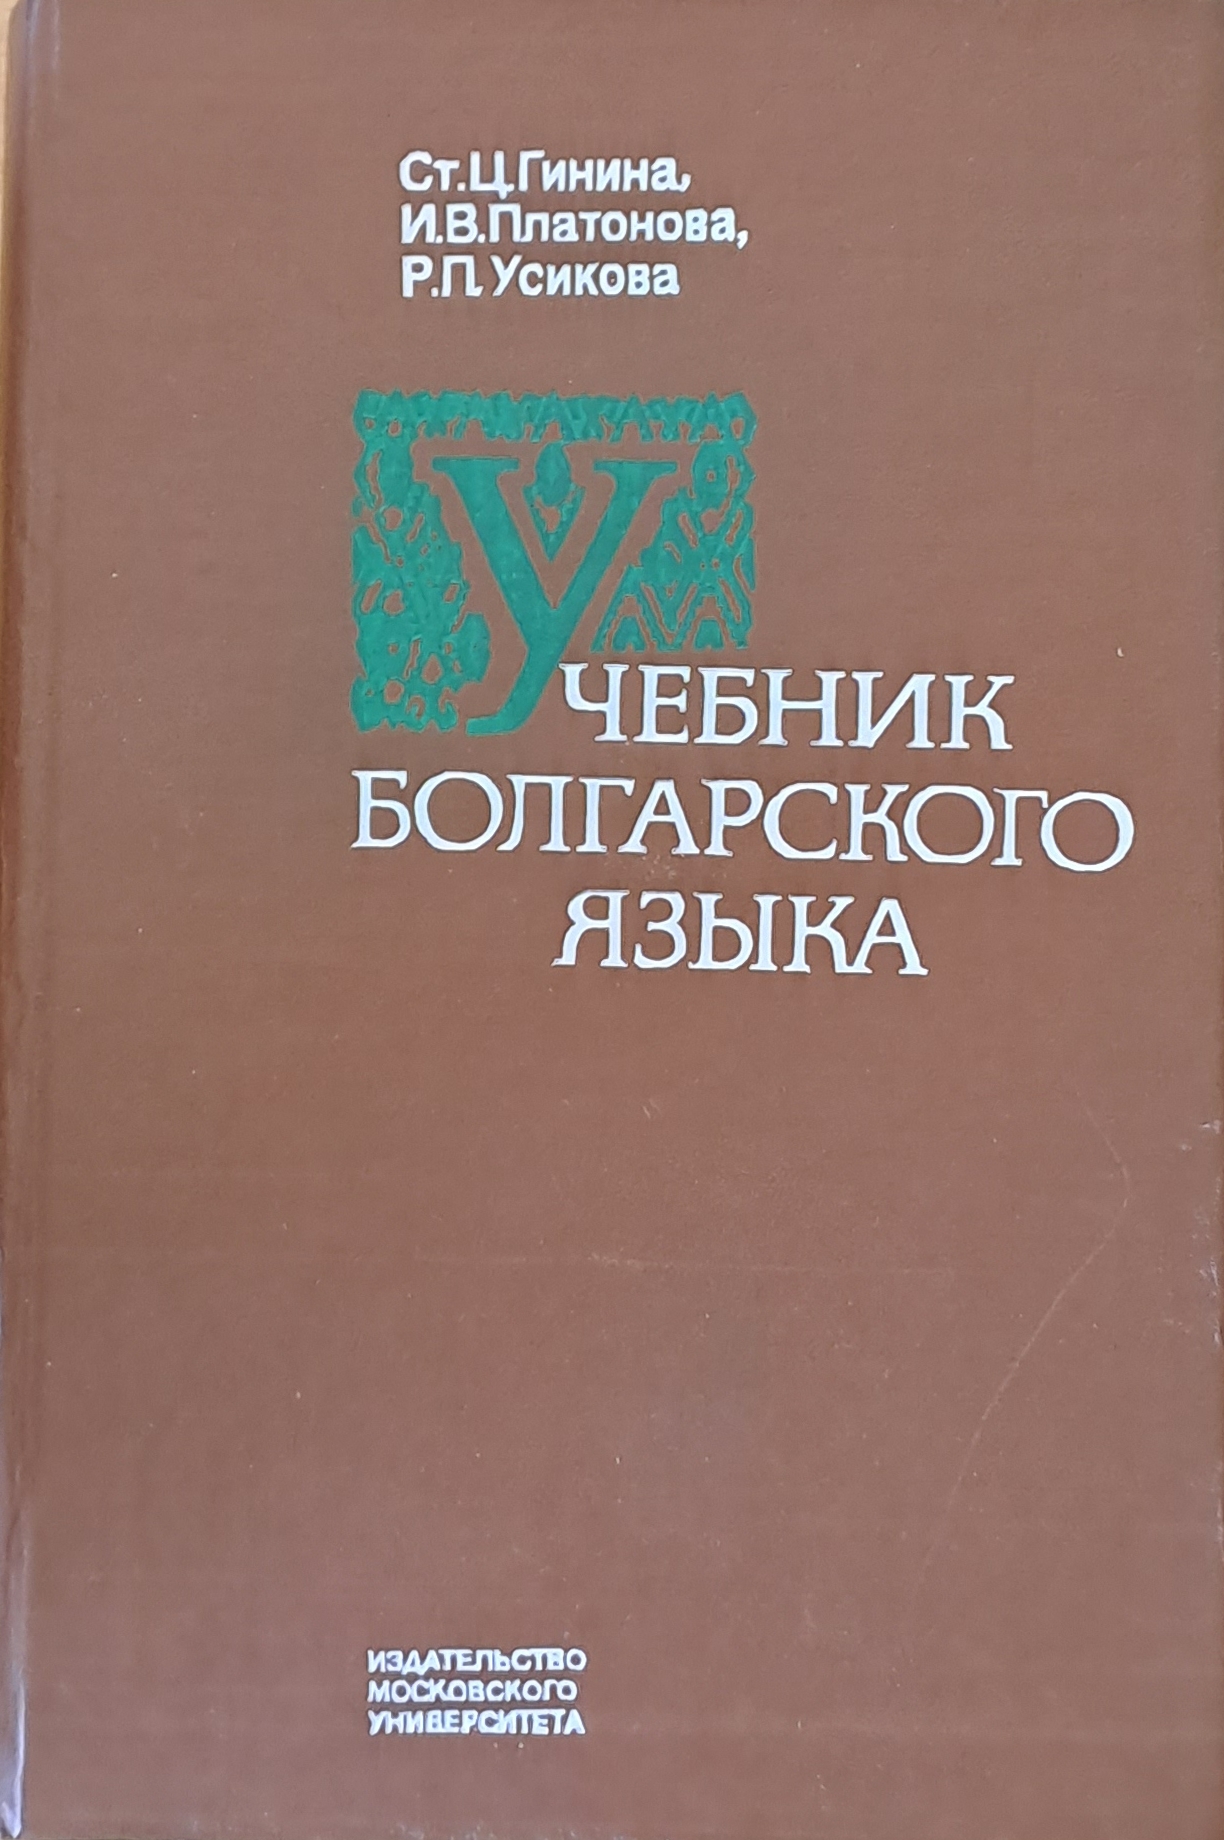 Ст.Ц.Гинина,
И.В.Платонова,
Р.П.Усикова
УЧЕБНИК
БОЛГАРСКОГО
ЯЗЫКА
ИЗДАТЕЛЬСТВО
МОСКОВСКОГО
УНИВЕРСИТЕТА